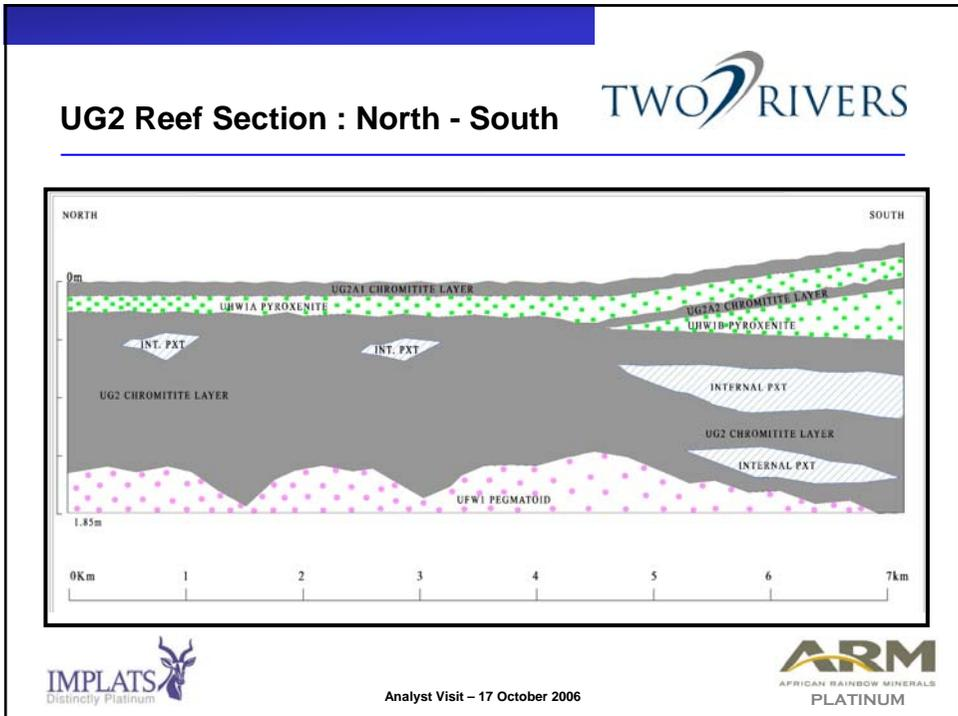 TWO RIVERS
UG2 Reef Section : North - South
NORTH
SOUTH
0m
UG2A1 CHROMITITE LAYER
UHW1A PYROXENITE
UG2A2 CHROMITITE LAYER
UHW1B PYROXENITE
INT. PXT
INT. PXT
INTERNAL PXT
UG2 CHROMITITE LAYER
UG2 CHROMITITE LAYER
INTERNAL PXT
UFW1 PEGMATOID
1.85m
0Km 1 2 3 4 5 6 7km
IMPLATS
Distinctly Platinum
Analyst Visit – 17 October 2006
ARM
AFRICAN RAINBOW MINERALS
PLATINUM